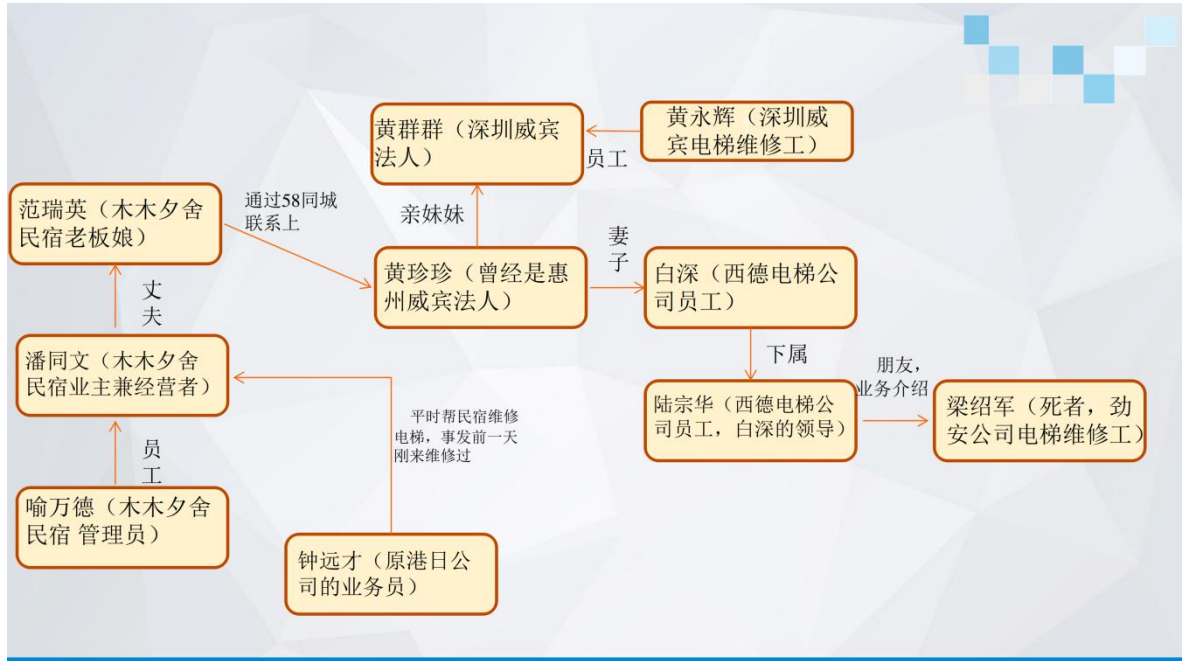 黄群群（深圳威宾
法人）
黄永辉（深圳威
宾电梯维修工）
员工
范瑞英（木木夕舍
民宿老板娘）
通过58同城
联系上
亲妹妹
黄珍珍（曾经是惠
州威宾法人）
妻
子
白深（西德电梯公
司员工）
丈
夫
潘同文（木木夕舍
民宿业主兼经营者）
下属
朋友，
业务介绍
陆宗华（西德电梯公
司员工，白深的领导）
梁绍军（死者，劲
安公司电梯维修工）
平时帮民宿维修
电梯，事发前一天
刚来维修过
员
工
喻万德（木木夕舍
民宿 管理员）
钟远才（原港日公
司的业务员）